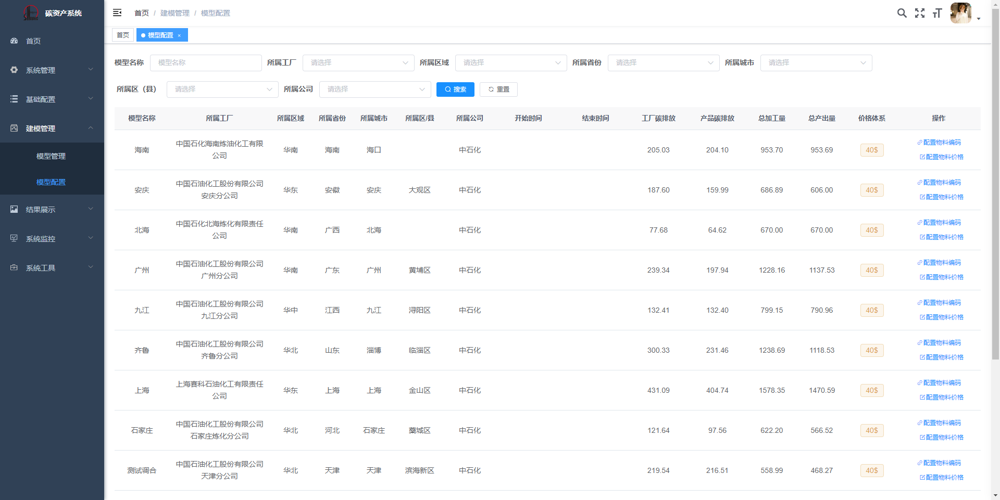 碳资产系统
首页
系统管理
基础配置
建模管理
模型管理
模型配置
结果展示
系统监控
系统工具
首页 / 建模管理 / 模型配置
首页 模型配置 ×
模型名称 模型名称 所属工厂 请选择 所属区域 请选择 所属省份 请选择 所属城市 请选择
所属区（县） 请选择 所属公司 请选择 搜索 重置
模型名称 所属工厂 所属区域 所属省份 所属城市 所属区/县 所属公司 开始时间 结束时间 工厂碳排放 产品碳排放 总加工量 总产出量 价格体系 操作
海南 中国石化海南炼油化工有限公司 华南 海南 海口 中石化 205.03 204.10 953.70 953.69 40$ 配置物料编码 配置物料价格
安庆 中国石油化工股份有限公司安庆分公司 华东 安徽 安庆 大观区 中石化 187.60 159.99 686.89 606.00 40$ 配置物料编码 配置物料价格
北海 中国石化北海炼化有限责任公司 华南 广西 北海 中石化 77.68 64.62 670.00 670.00 40$ 配置物料编码 配置物料价格
广州 中国石油化工股份有限公司广州分公司 华南 广东 广州 黄埔区 中石化 239.34 197.94 1228.16 1137.53 40$ 配置物料编码 配置物料价格
九江 中国石油化工股份有限公司九江分公司 华中 江西 九江 浔阳区 中石化 132.41 132.40 799.15 790.96 40$ 配置物料编码 配置物料价格
齐鲁 中国石油化工股份有限公司齐鲁分公司 华北 山东 淄博 临淄区 中石化 300.33 231.46 1238.69 1118.53 40$ 配置物料编码 配置物料价格
上海 上海赛科石油化工有限责任公司 华东 上海 上海 金山区 中石化 431.09 404.74 1578.35 1470.59 40$ 配置物料编码 配置物料价格
石家庄 中国石油化工股份有限公司石家庄炼化分公司 华北 河北 石家庄 藁城区 中石化 121.64 97.56 622.20 566.52 40$ 配置物料编码 配置物料价格
测试调合 中国石油化工股份有限公司天津分公司 华北 天津 天津 滨海新区 中石化 219.54 216.51 558.99 468.27 40$ 配置物料编码 配置物料价格